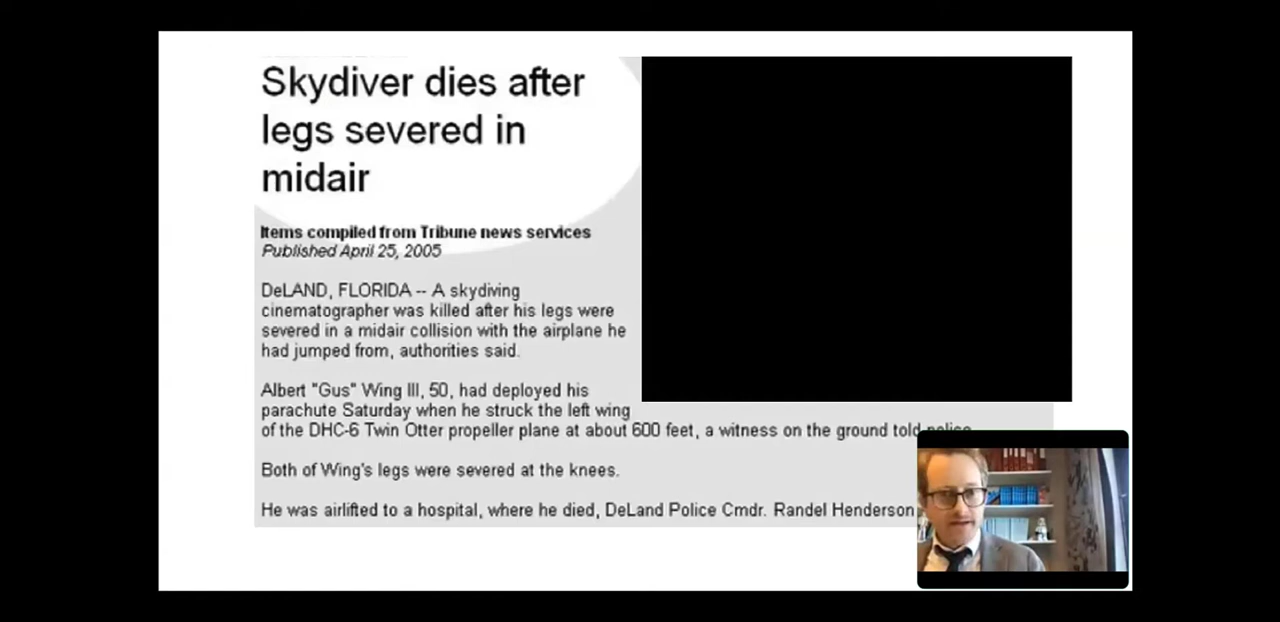 Skydiver dies after
legs severed in
midair
Items compiled from Tribune news services
Published April 25, 2005
DeLAND, FLORIDA -- A skydiving
cinematographer was killed after his legs were
severed in a midair collision with the airplane he
had jumped from, authorities said.
Albert "Gus" Wing III, 50, had deployed his
parachute Saturday when he struck the left wing
of the DHC-6 Twin Otter propeller plane at about 600 feet, a witness on the ground told police.
Both of Wing's legs were severed at the knees.
He was airlifted to a hospital, where he died, DeLand Police Cmdr. Randel Henderson